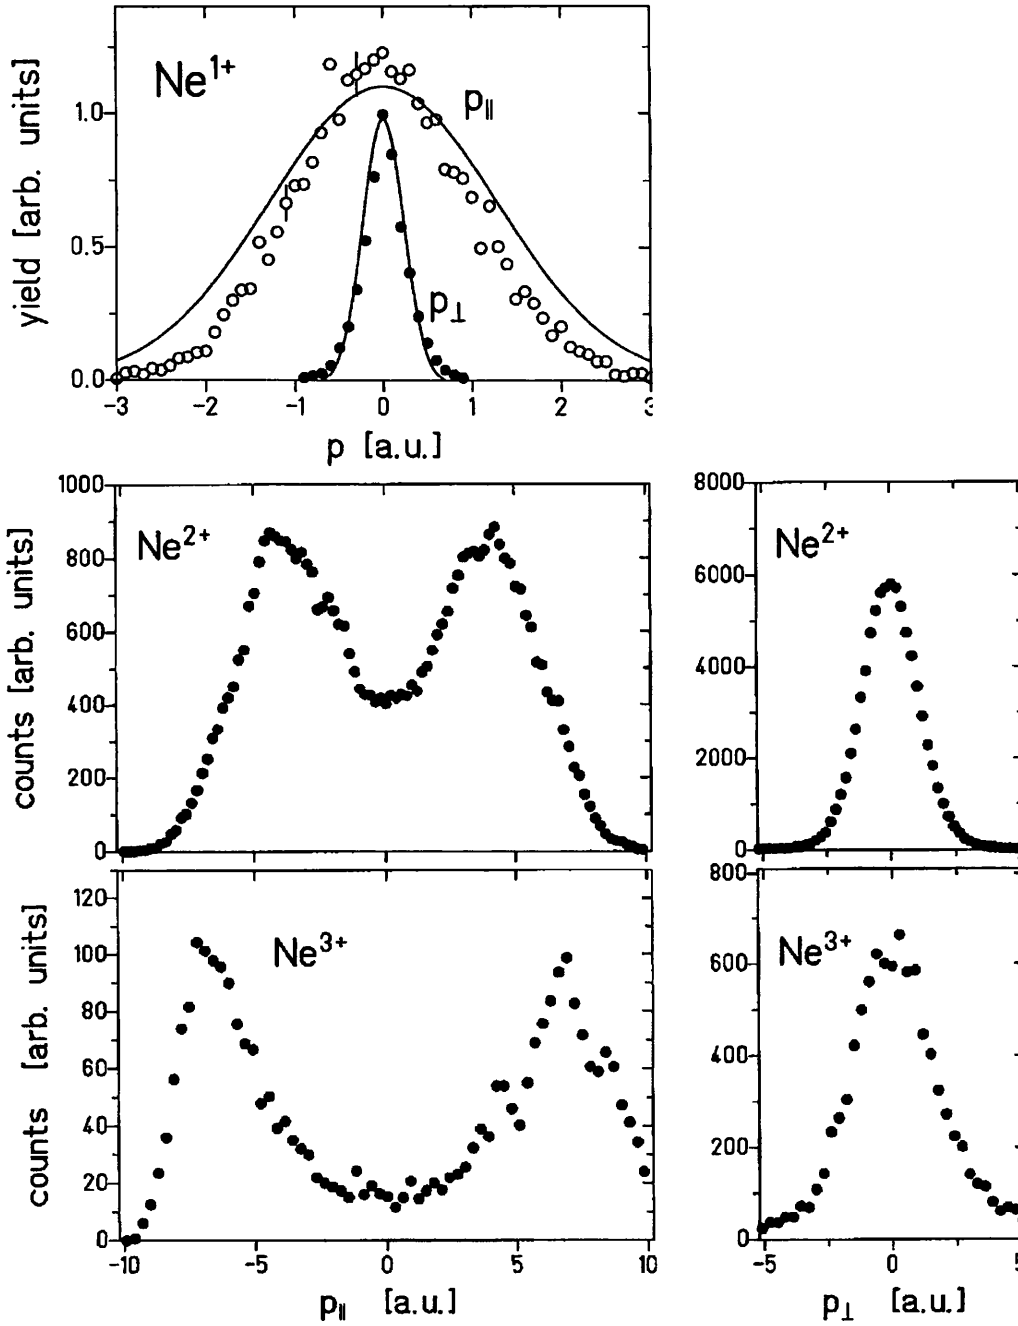 yield [arb. units]
Ne1+
p∥
p⊥
1.0
0.5
0.0
-3 -2 -1 0 1 2 3
p [a.u.]
counts [arb. units]
1000
800
600
400
200
0
Ne2+
8000
6000
4000
2000
0
Ne2+
counts [arb. units]
120
100
80
60
40
20
0
Ne3+
-10 -5 0 5 10
p∥ [a.u.]
800
600
400
200
0
Ne3+
-5 0 5
p⊥ [a.u.]